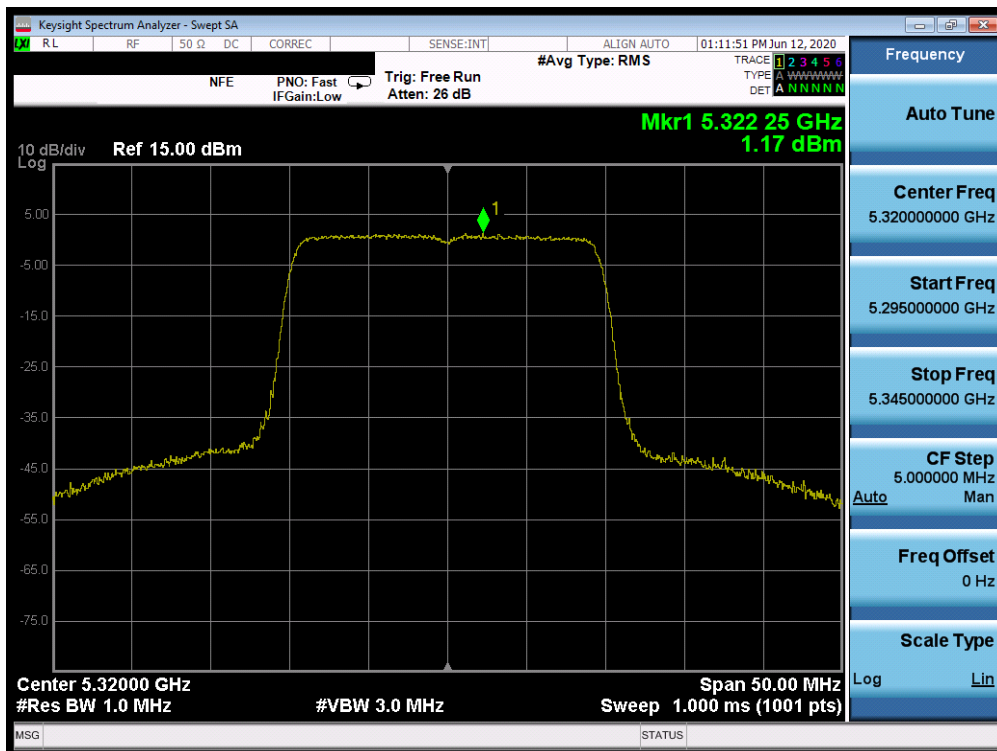 Keysight Spectrum Analyzer - Swept SA
LXI RL RF 50 Ω DC CORREC SENSE:INT ALIGN AUTO 01:11:51 PM Jun 12, 2020
Frequency
#Avg Type: RMS
TRACE 1 2 3 4 5 6
NFE PNO: Fast Trig: Free Run
TYPE A WWWWW
IFGain:Low Atten: 26 dB
DET A N N N N N
Auto Tune
Mkr1 5.322 25 GHz
1.17 dBm
10 dB/div Ref 15.00 dBm
Log
5.00
-5.00
-15.0
-25.0
-35.0
-45.0
-55.0
-65.0
-75.0
1
Center Freq
5.320000000 GHz
Start Freq
5.295000000 GHz
Stop Freq
5.345000000 GHz
CF Step
5.000000 MHz
Auto Man
Freq Offset
0 Hz
Scale Type
Log Lin
Center 5.32000 GHz Span 50.00 MHz
#Res BW 1.0 MHz #VBW 3.0 MHz Sweep 1.000 ms (1001 pts)
MSG STATUS